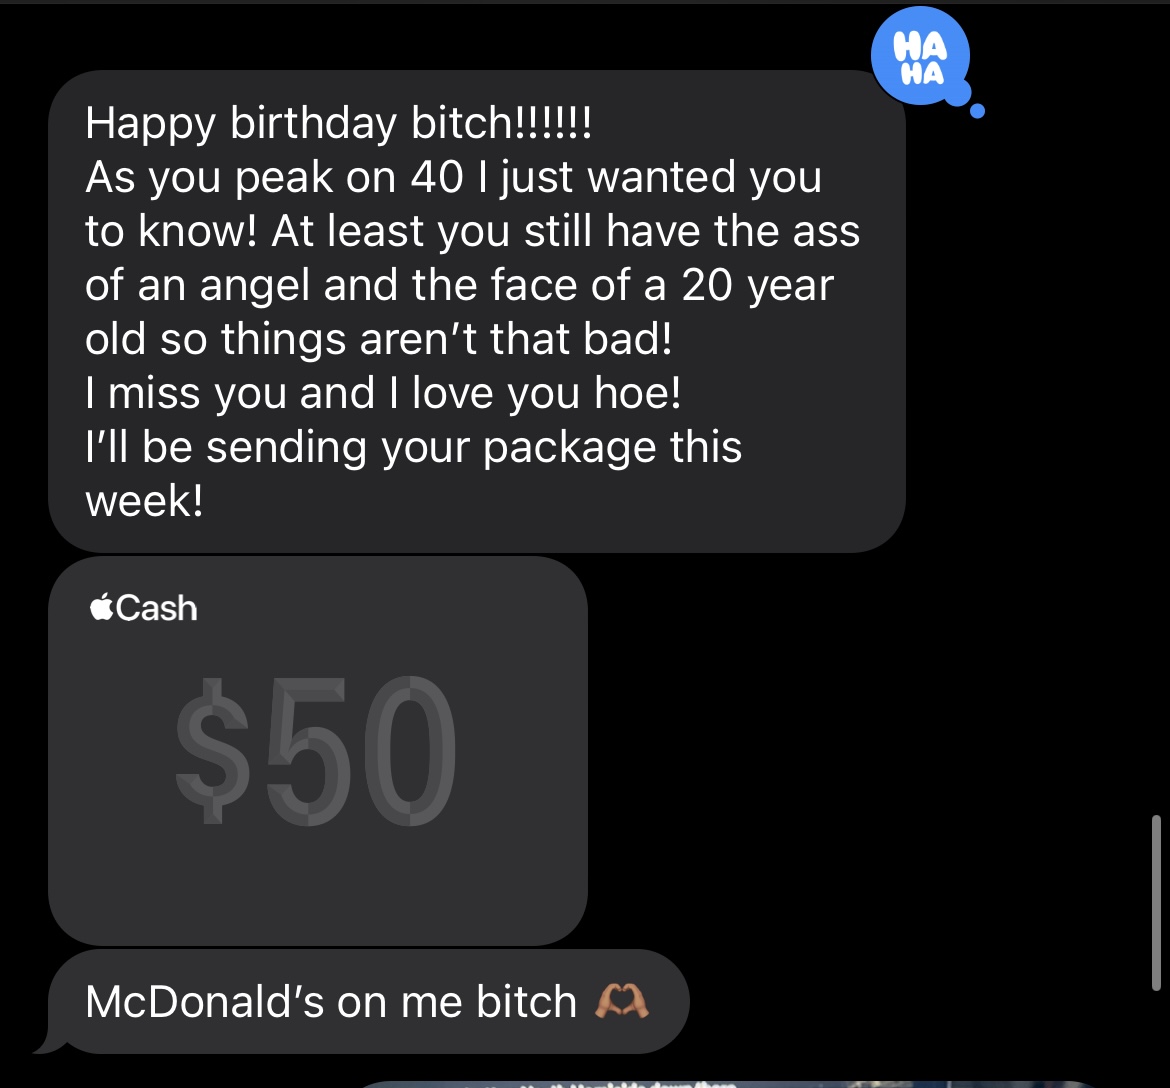 HA
HA
Happy birthday bitch!!!!!!
As you peak on 40 I just wanted you
to know! At least you still have the ass
of an angel and the face of a 20 year
old so things aren’t that bad!
I miss you and I love you hoe!
I’ll be sending your package this
week!
Cash
$50
McDonald’s on me bitch 🫶🏽